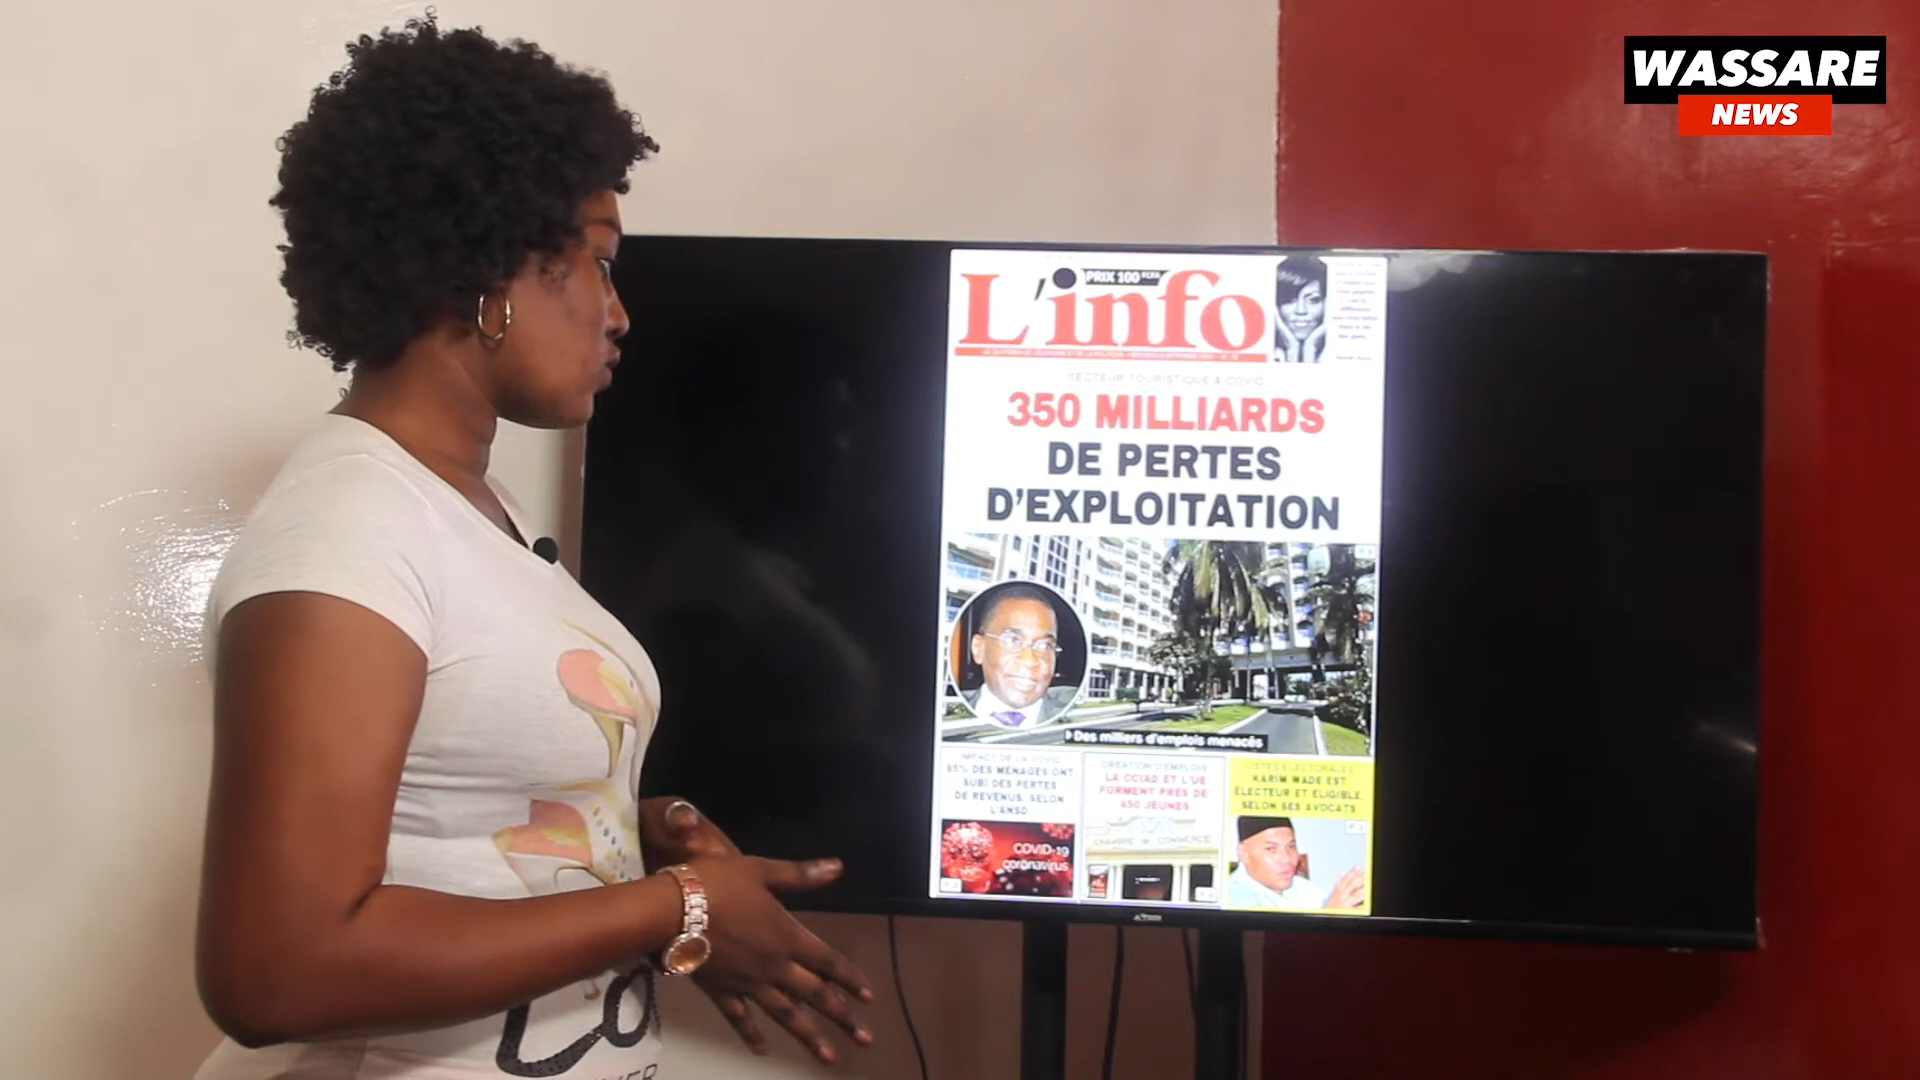 WASSARE
NEWS
PRIX 100 FCFA
L'info
SECTEUR TOURISTIQUE & COVID
350 MILLIARDS
DE PERTES
D'EXPLOITATION
Des milliers d'emplois menacés
IMPACT DE LA COVID
85% DES MÉNAGES ONT
SUBI DES PERTES
DE REVENUS, SELON
L'ANSD
COVID-19
coronavirus
CRÉATION D'EMPLOIS
LA CCIAD ET L'UE
FORMENT PRÈS DE
450 JEUNES
CHAMBRE DE COMMERCE
LISTES ÉLECTORALES
KARIM WADE EST
ÉLECTEUR ET ÉLIGIBLE,
SELON SES AVOCATS